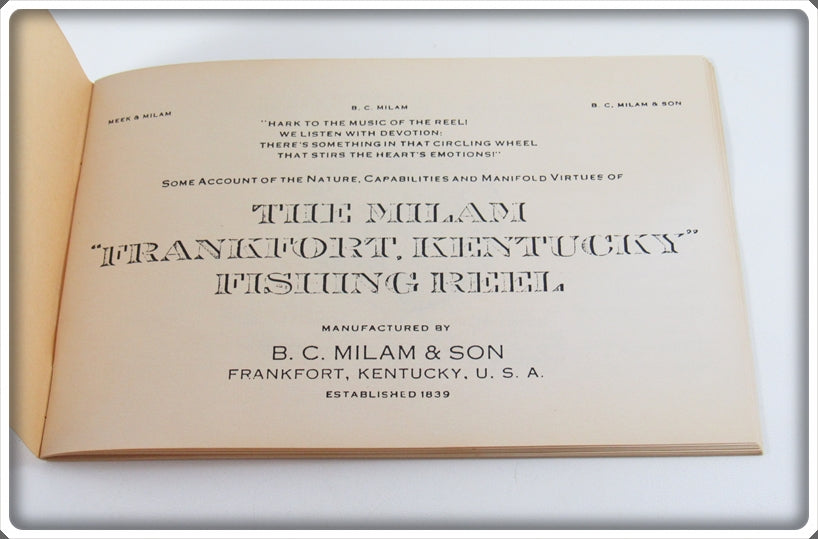 MEEK & MILAM
B. C. MILAM
B. C. MILAM & SON
"HARK TO THE MUSIC OF THE REEL!
WE LISTEN WITH DEVOTION:
THERE'S SOMETHING IN THAT CIRCLING WHEEL
THAT STIRS THE HEART'S EMOTIONS!"
SOME ACCOUNT OF THE NATURE, CAPABILITIES AND MANIFOLD VIRTUES OF
THE MILAM
"FRANKFORT, KENTUCKY"
FISHING REEL
MANUFACTURED BY
B. C. MILAM & SON
FRANKFORT, KENTUCKY, U. S. A.
ESTABLISHED 1839